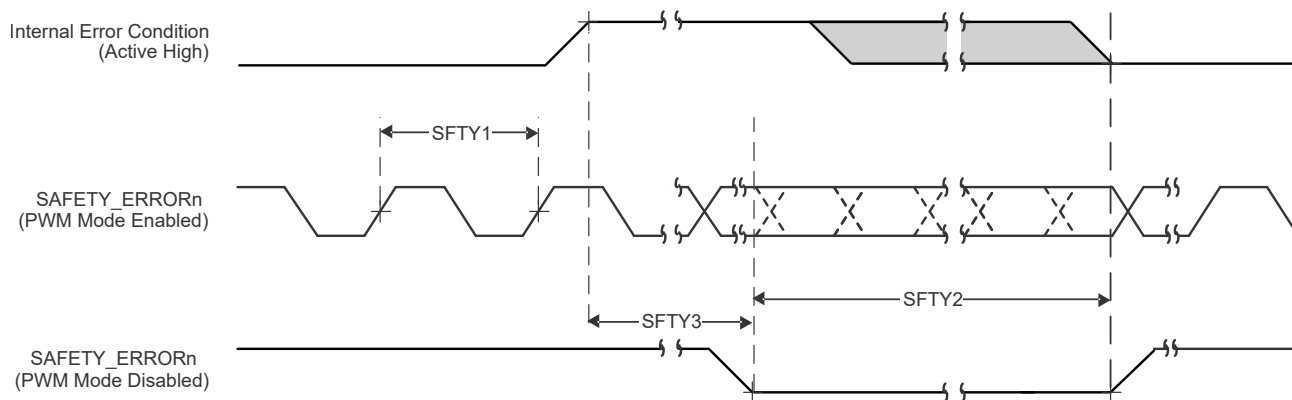 Internal Error Condition
(Active High)
SFTY1
SAFETY_ERRORn
(PWM Mode Enabled)
SFTY2
SFTY3
SAFETY_ERRORn
(PWM Mode Disabled)